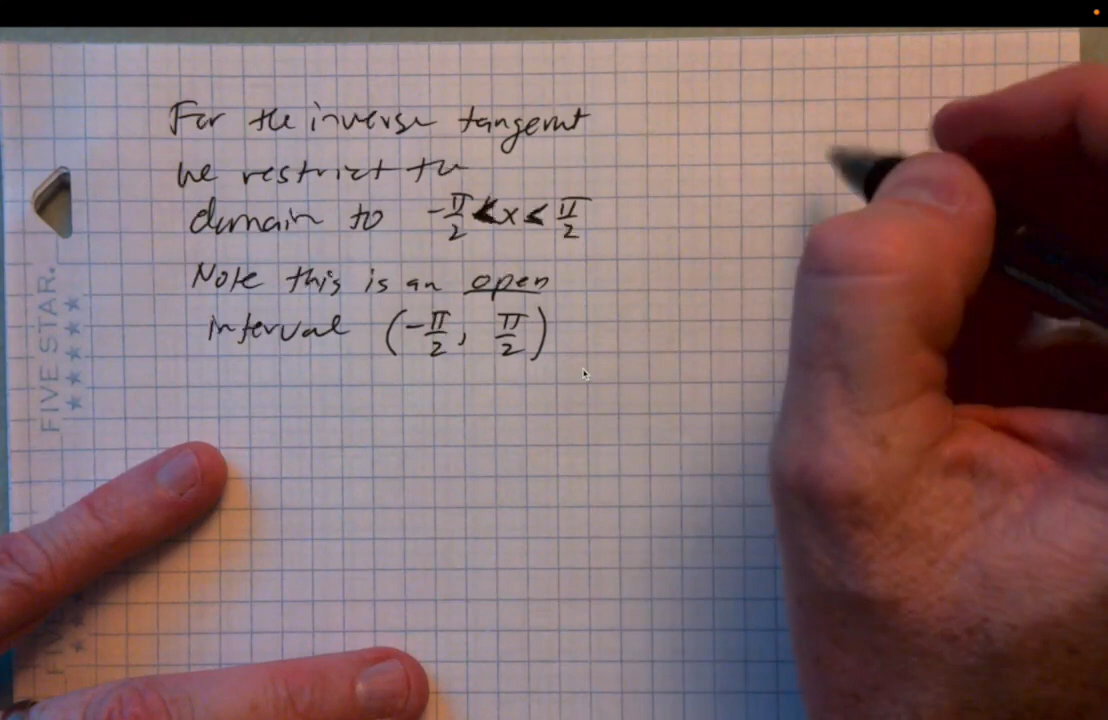 For the inverse tangent
we restrict the
domain to -π/2 < x < π/2
Note this is an open
interval (-π/2, π/2)
FIVE STAR.